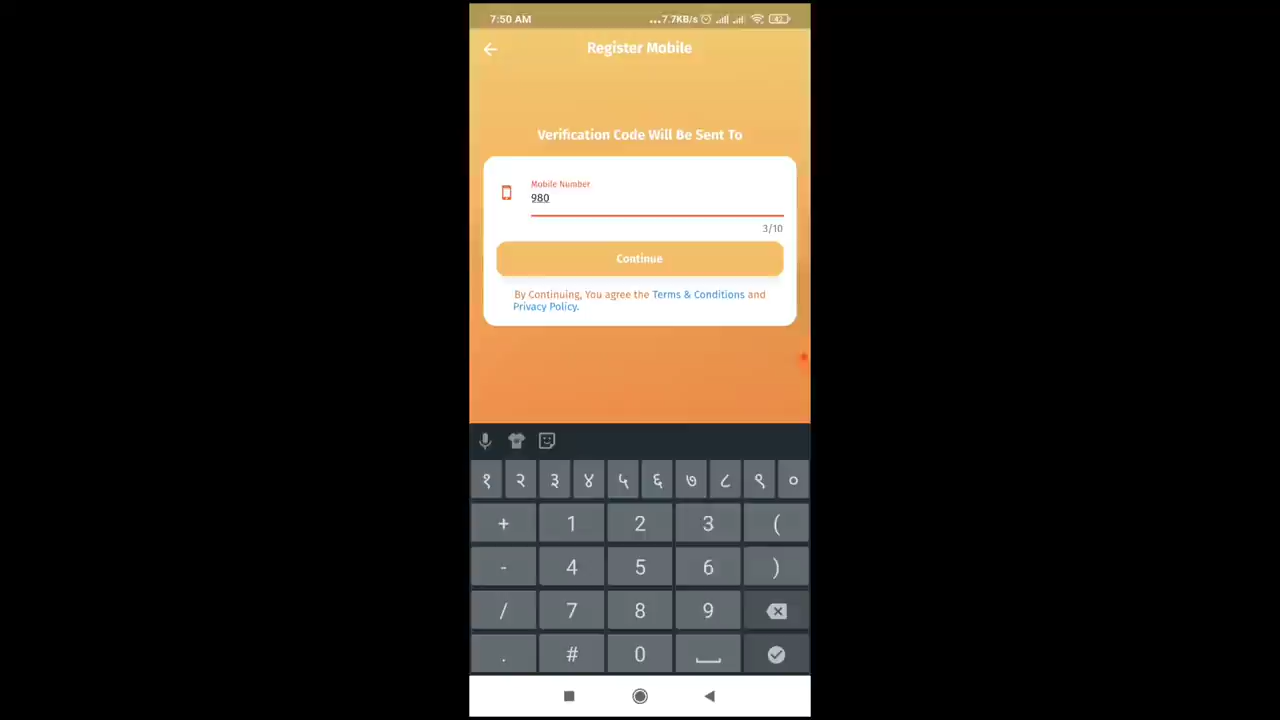 7:50 AM
...7.7KB/s
42
Register Mobile
Verification Code Will Be Sent To
Mobile Number
980
3/10
Continue
By Continuing, You agree the Terms & Conditions and
Privacy Policy.
१ २ ३ ४ ५ ६ ७ ८ ९ ०
+ 1 2 3 (
- 4 5 6 )
/ 7 8 9
. # 0